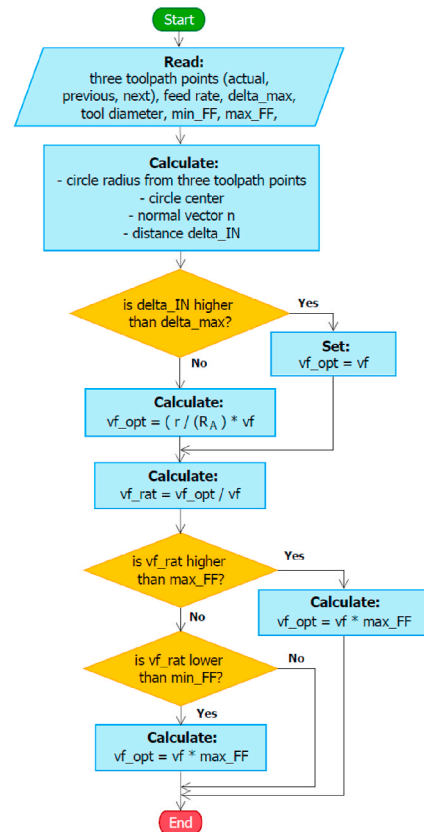 Start
Read:
three toolpath points (actual,
previous, next), feed rate, delta_max,
tool diameter, min_FF, max_FF,
Calculate:
- circle radius from three toolpath points
- circle center
- normal vector n
- distance delta_IN
is delta_IN higher
than delta_max?
Yes
Set:
vf_opt = vf
No
Calculate:
vf_opt = ( r / (R_A ) * vf
Calculate:
vf_rat = vf_opt / vf
is vf_rat higher
than max_FF?
Yes
Calculate:
vf_opt = vf * max_FF
No
is vf_rat lower
than min_FF?
No
Yes
Calculate:
vf_opt = vf * max_FF
End